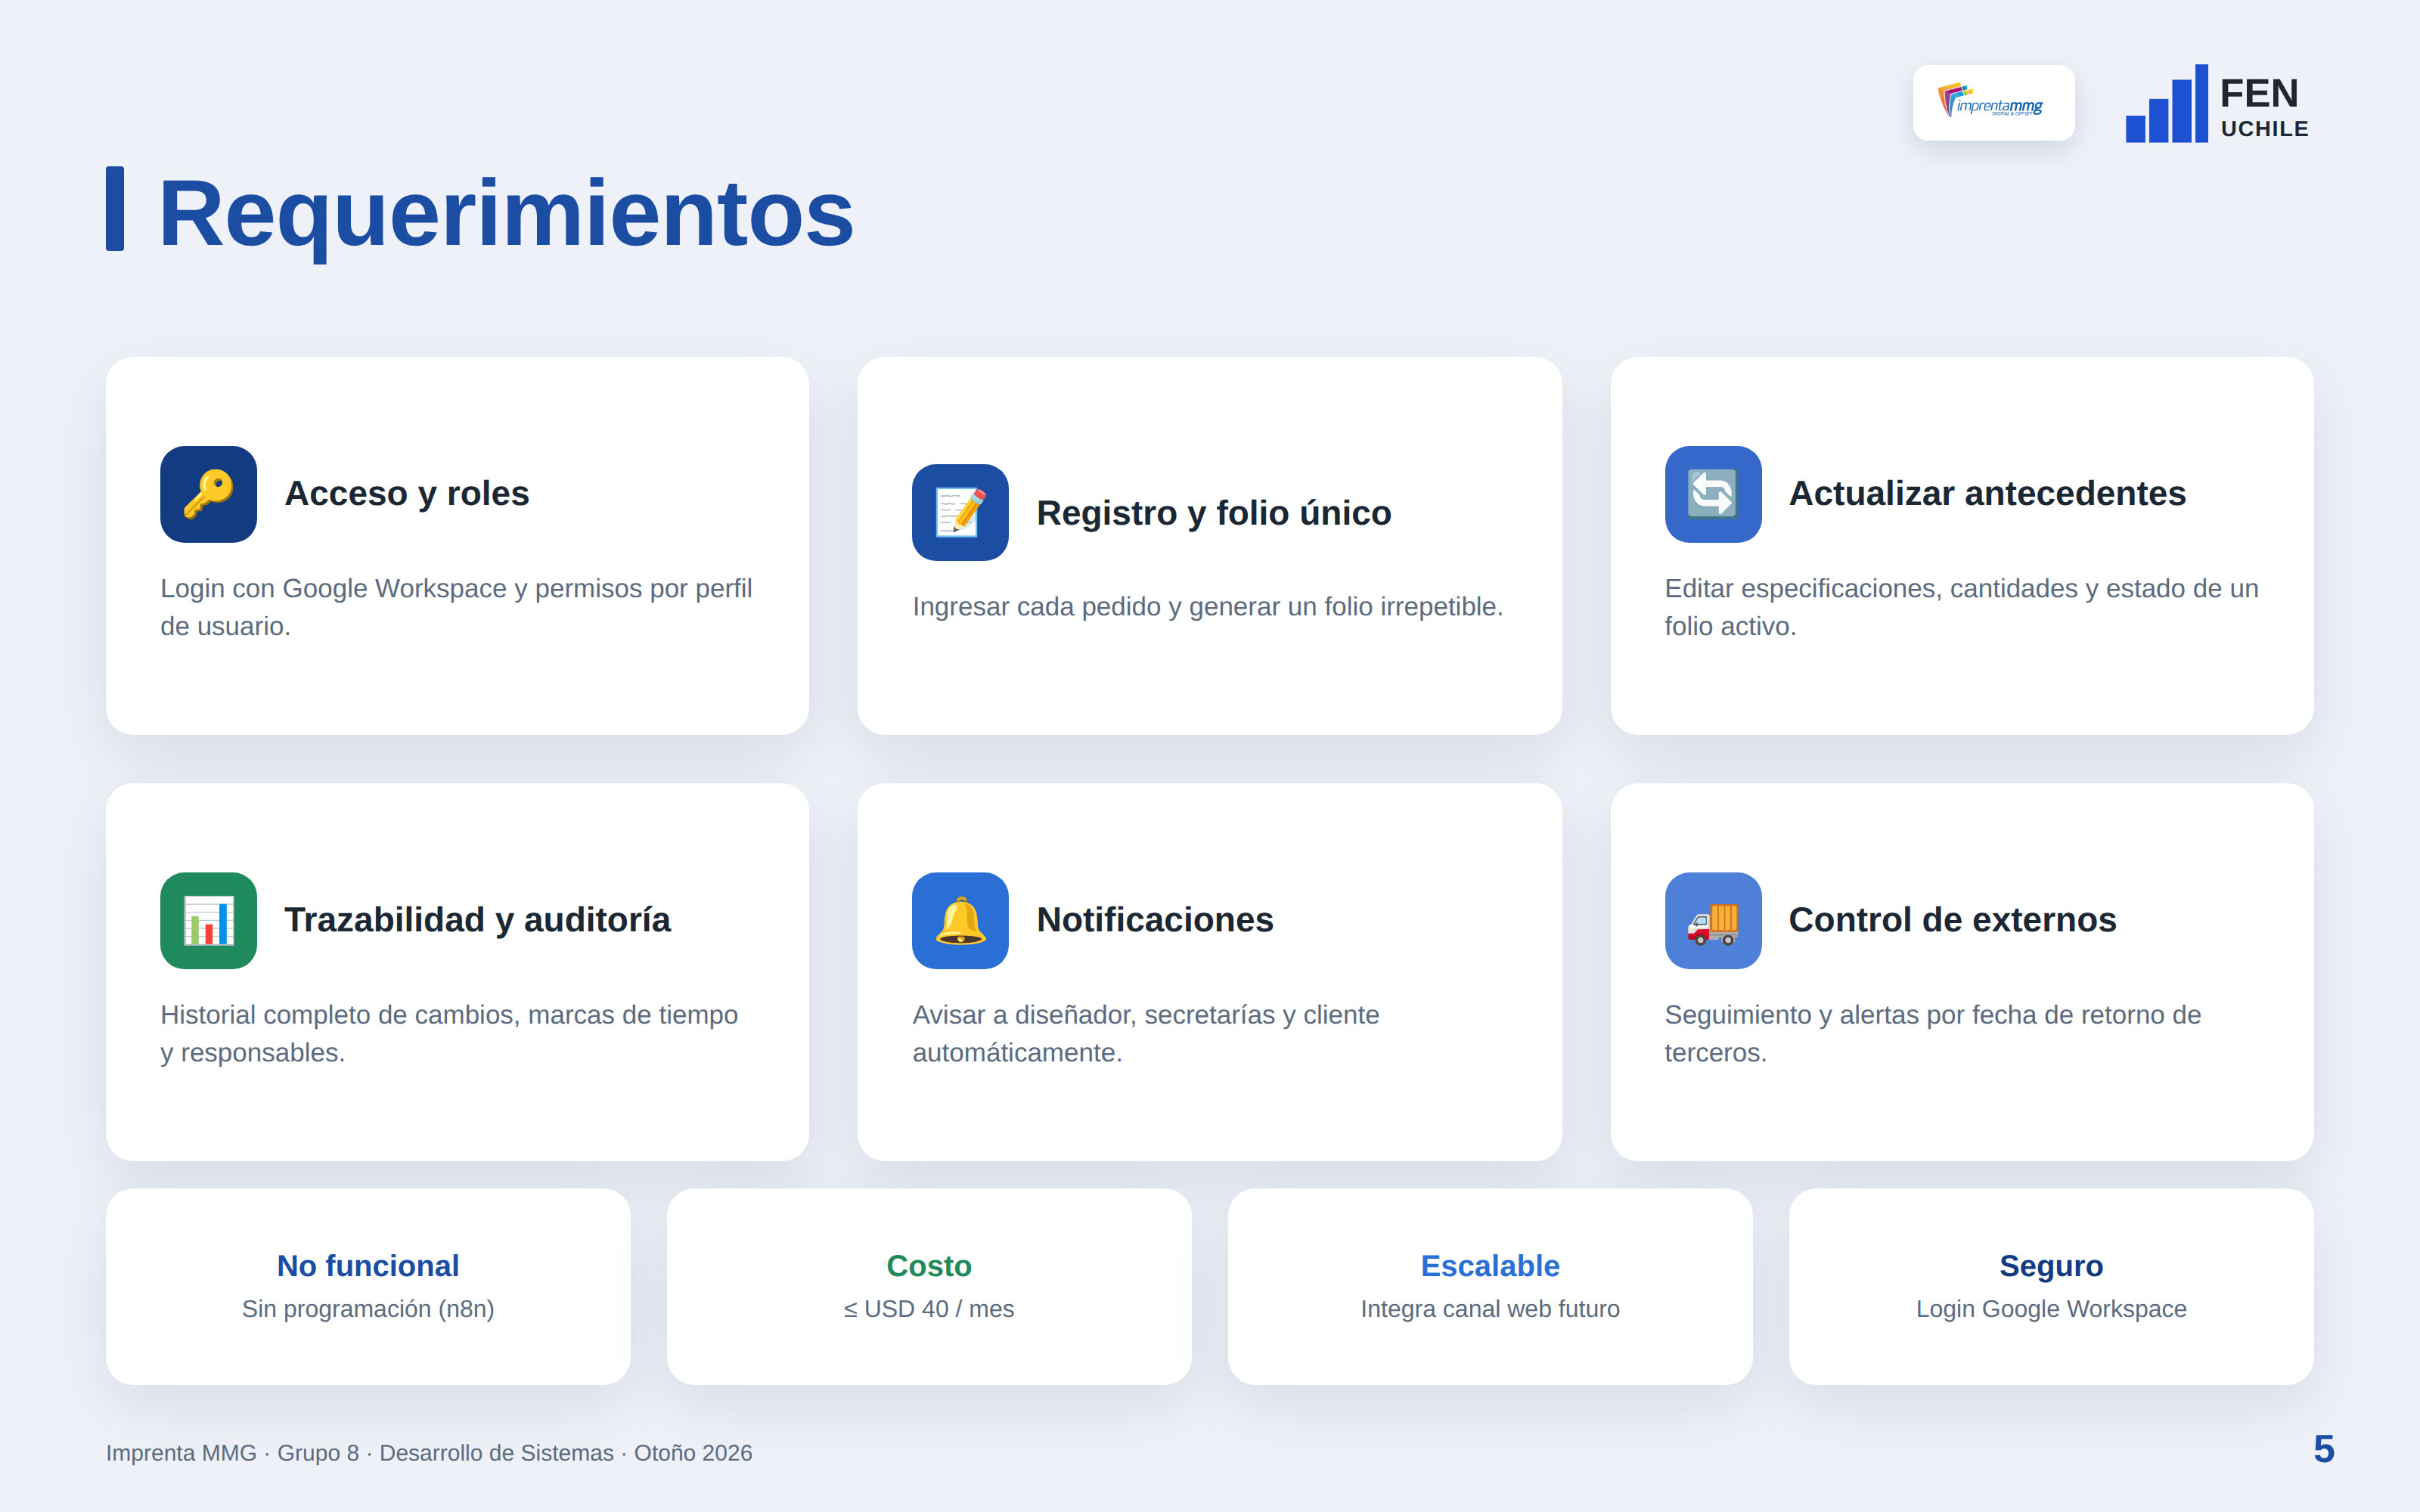 imprentammg
DIGITAL & OFFSET
FEN
UCHILE
Requerimientos
Acceso y roles
Login con Google Workspace y permisos por perfil
de usuario.
Registro y folio único
Ingresar cada pedido y generar un folio irrepetible.
Actualizar antecedentes
Editar especificaciones, cantidades y estado de un
folio activo.
Trazabilidad y auditoría
Historial completo de cambios, marcas de tiempo
y responsables.
Notificaciones
Avisar a diseñador, secretarías y cliente
automáticamente.
Control de externos
Seguimiento y alertas por fecha de retorno de
terceros.
No funcional
Sin programación (n8n)
Costo
≤ USD 40 / mes
Escalable
Integra canal web futuro
Seguro
Login Google Workspace
Imprenta MMG · Grupo 8 · Desarrollo de Sistemas · Otoño 2026
5